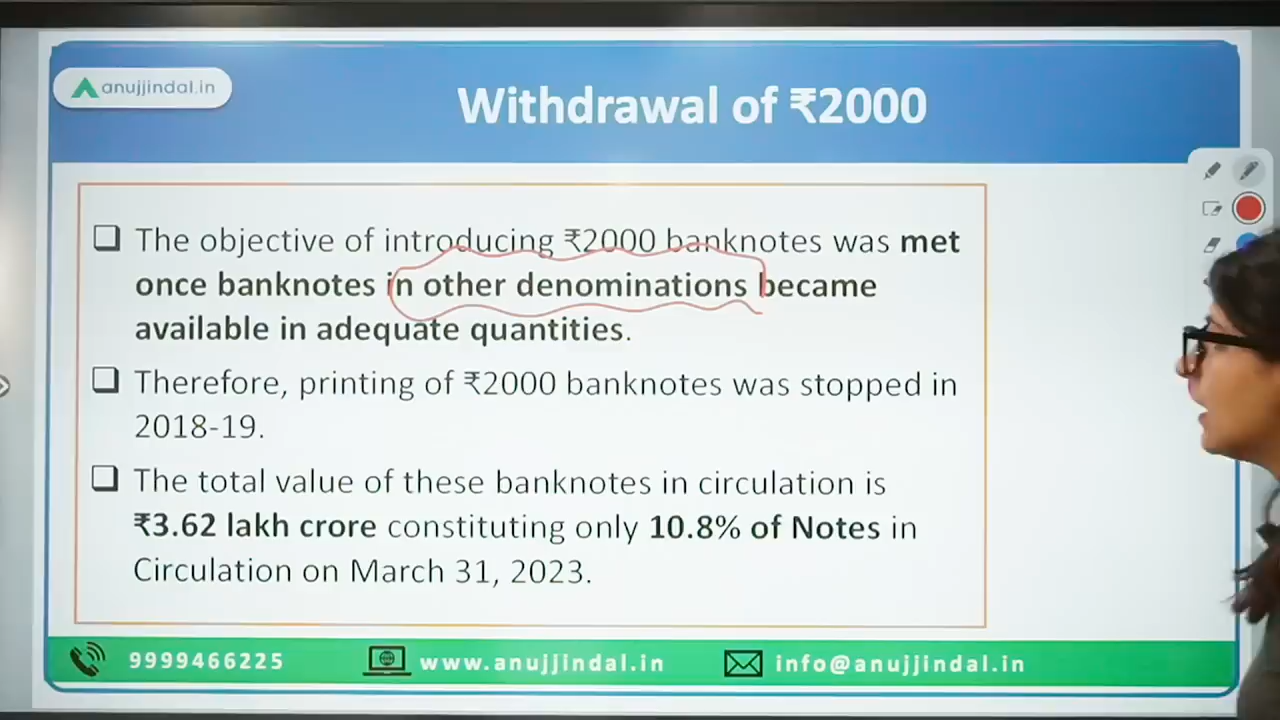 anujjindal.in
Withdrawal of ₹2000
The objective of introducing ₹2000 banknotes was met
once banknotes in other denominations became
available in adequate quantities.
Therefore, printing of ₹2000 banknotes was stopped in
2018-19.
The total value of these banknotes in circulation is
₹3.62 lakh crore constituting only 10.8% of Notes in
Circulation on March 31, 2023.
9999466225 www.anujjindal.in info@anujjindal.in